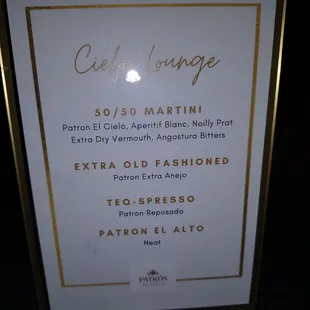 Cielo Lounge
50/50 MARTINI
Patron El Cielo, Aperitif Blanc, Noilly Prat
Extra Dry Vermouth, Angostura Bitters
EXTRA OLD FASHIONED
Patron Extra Anejo
TEQ-SPRESSO
Patron Reposado
PATRON EL ALTO
Neat
PATRÓN